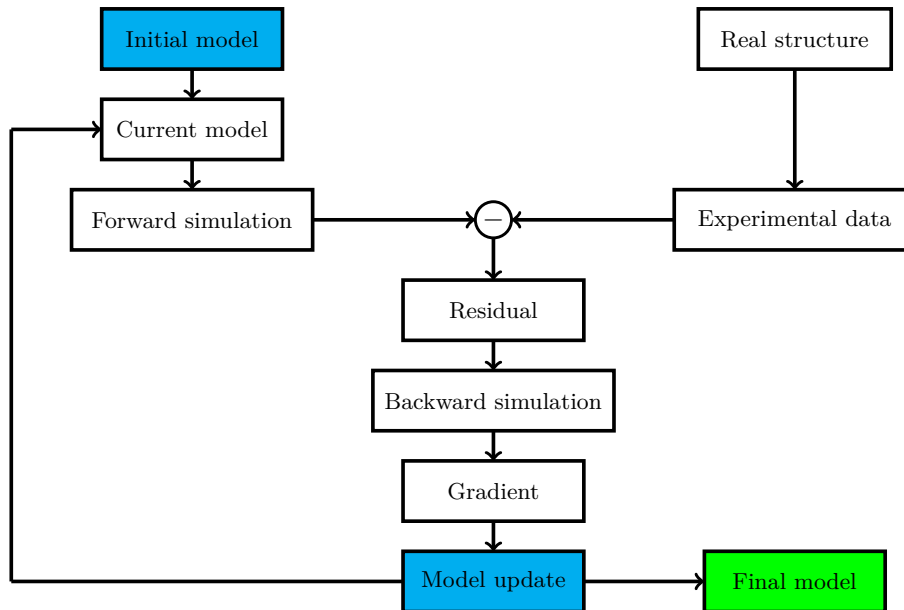 Initial model
Real structure
Current model
Forward simulation
−
Experimental data
Residual
Backward simulation
Gradient
Model update
Final model